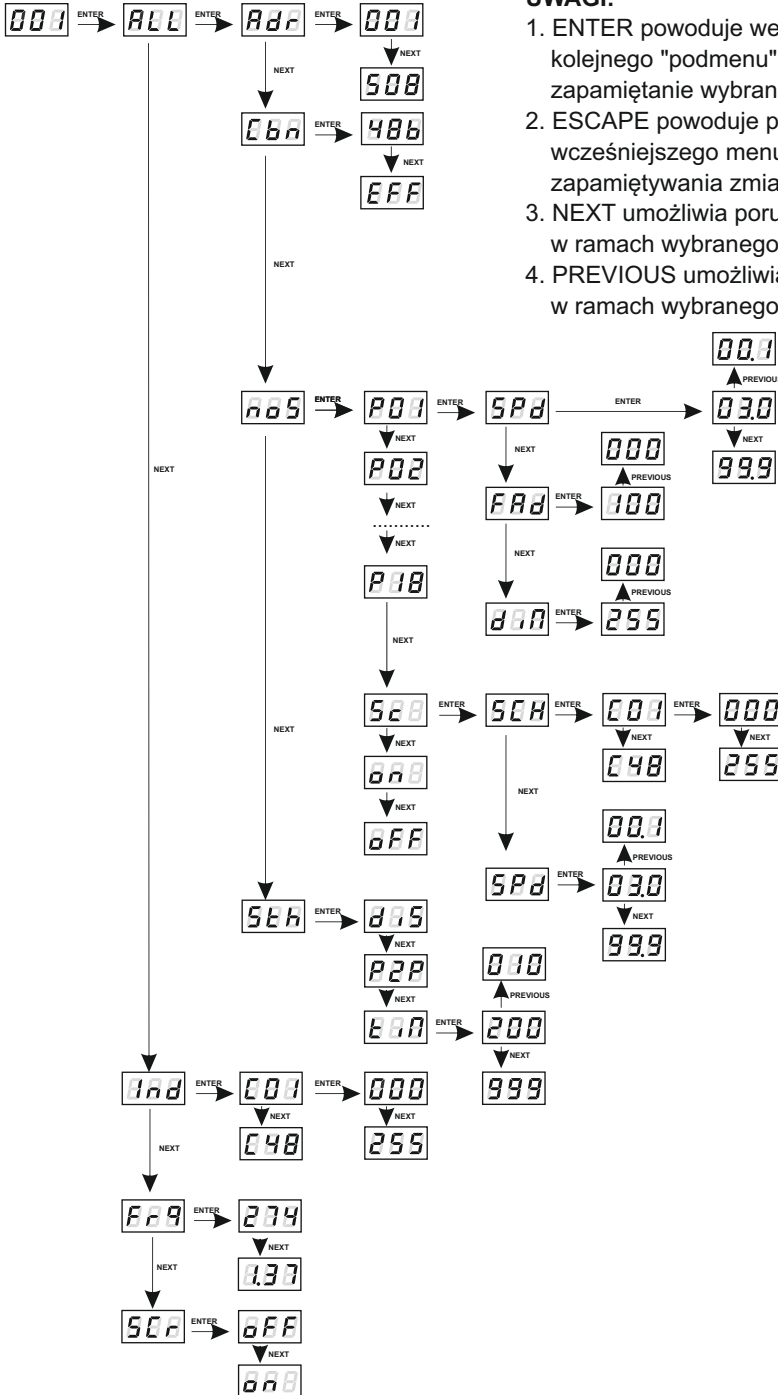 UWAGI:
001 ENTER ALL ENTER Adr ENTER 001
1. ENTER powoduje we
kolejnego "podmenu"
zapamiętanie wybran
2. ESCAPE powoduje p
wcześniejszego menu
zapamiętywania zmia
3. NEXT umożliwia poru
w ramach wybranego
4. PREVIOUS umożliwia
w ramach wybranego
NEXT
NEXT
508
Cbn ENTER 48b
NEXT
EFF
NEXT
00.1
PREVIOU
noS ENTER P01 ENTER SPd ENTER 03.0
NEXT
NEXT
NEXT
000
P02
99.9
NEXT
PREVIOUS
NEXT
FAd ENTER 100
..............
NEXT
NEXT
000
P18
PREVIOUS
NEXT
diM ENTER 255
Sc ENTER SCH ENTER C01 ENTER 000
NEXT
NEXT
NEXT
NEXT
on
C48
255
NEXT
NEXT
oFF
00.1
PREVIOUS
SPd ENTER 03.0
NEXT
99.9
Sth ENTER diS
NEXT
P2P
010
NEXT
PREVIOUS
tiM ENTER 200
NEXT
999
Ind ENTER C01 ENTER 000
NEXT
NEXT
C48
255
NEXT
Frq ENTER 274
NEXT
1.37
NEXT
SCr ENTER oFF
NEXT
on